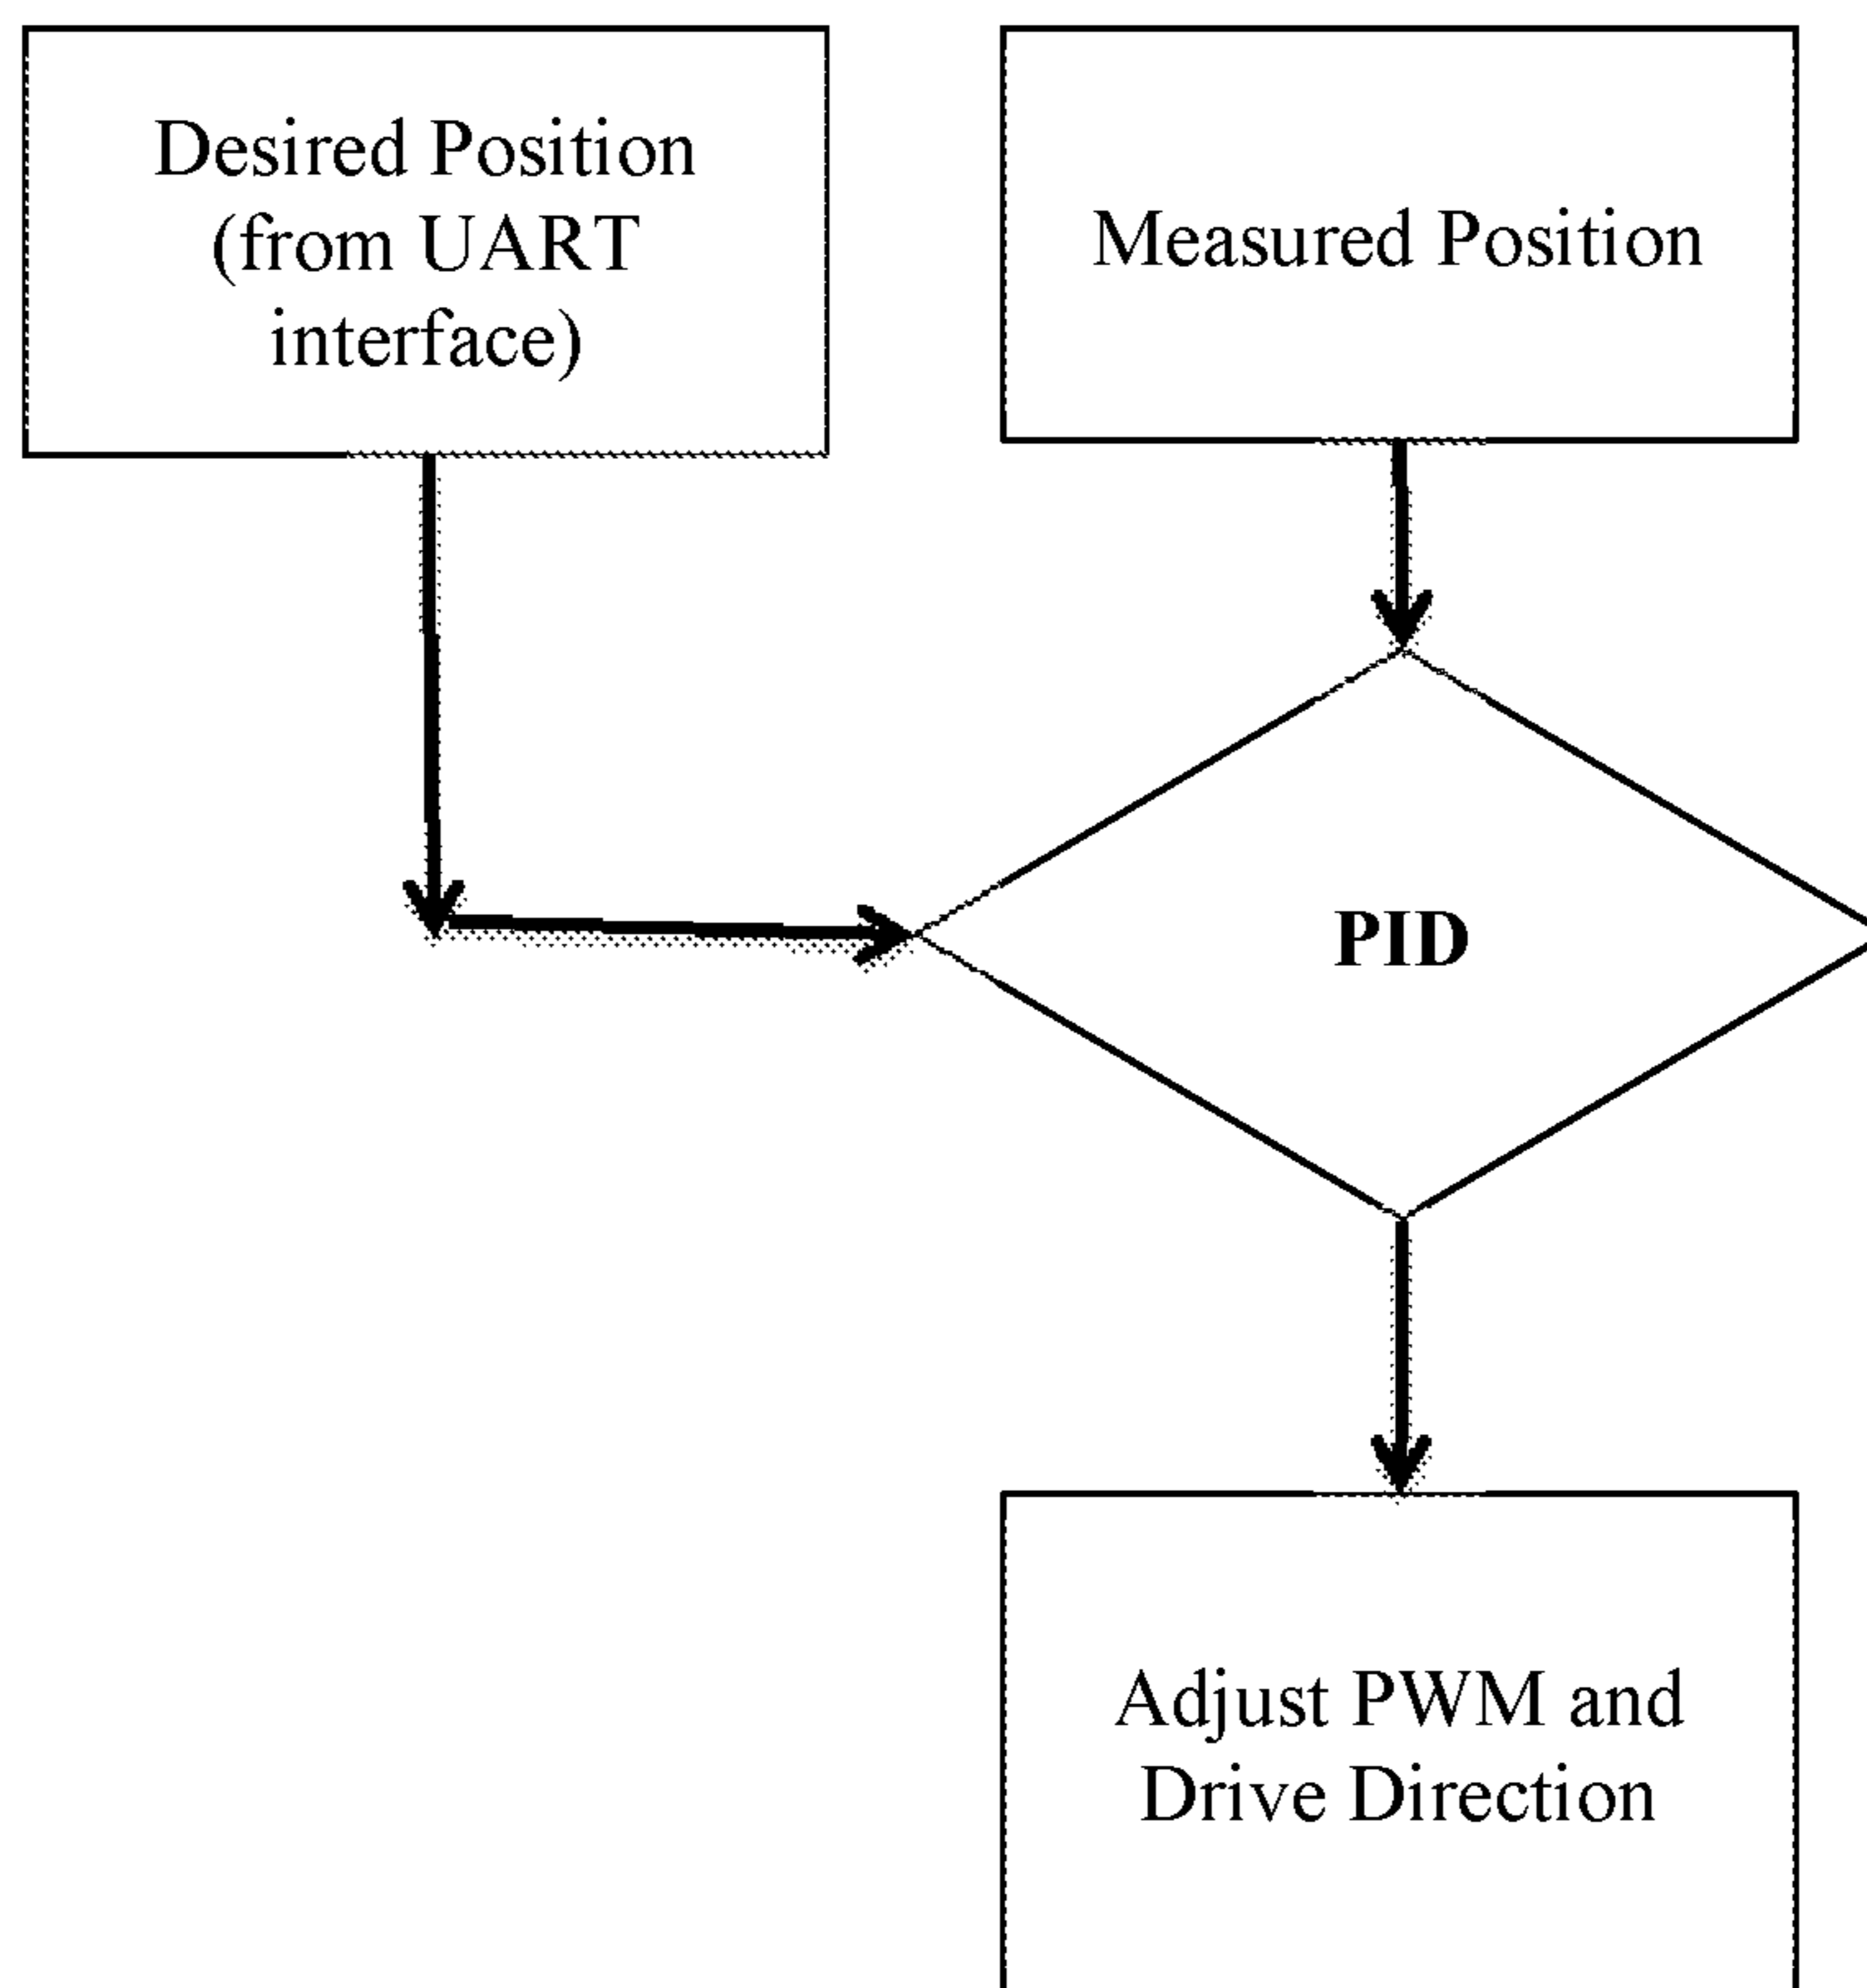 Desired Position
(from UART
interface)
Measured Position
PID
Adjust PWM and
Drive Direction